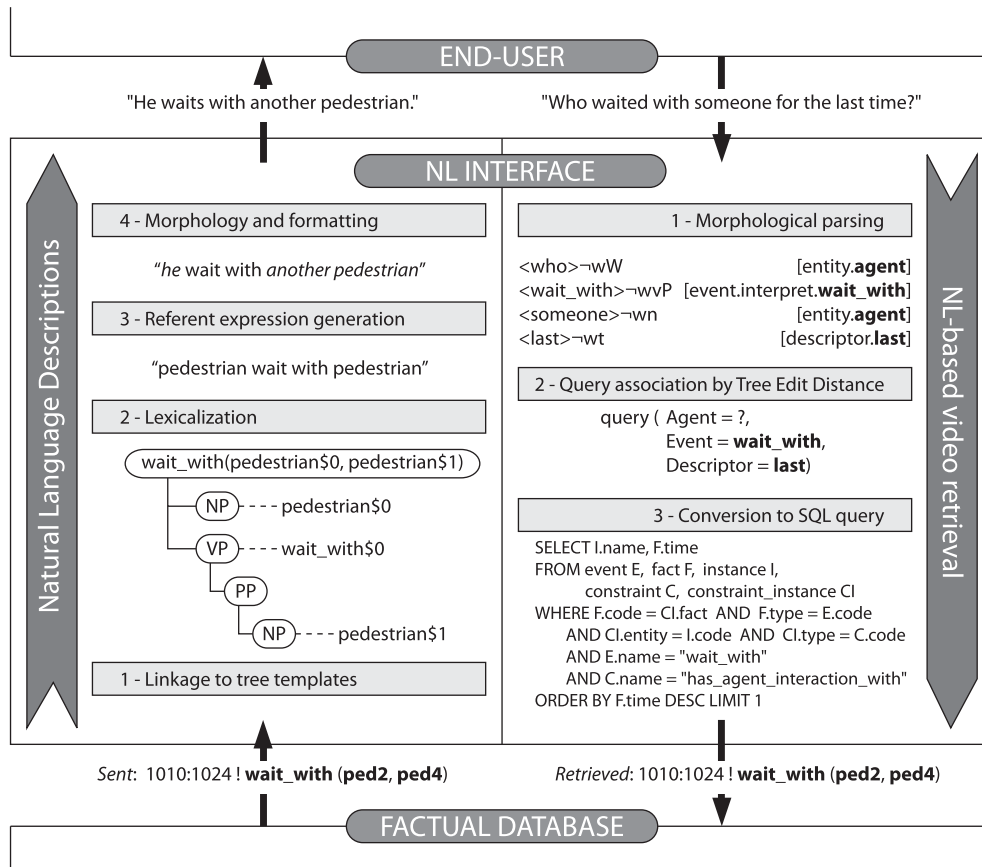 END-USER
"He waits with another pedestrian."
"Who waited with someone for the last time?"
NL INTERFACE
Natural Language Descriptions
4 - Morphology and formatting
“he wait with another pedestrian”
3 - Referent expression generation
“pedestrian wait with pedestrian”
2 - Lexicalization
wait_with(pedestrian$0, pedestrian$1)
NP pedestrian$0
VP wait_with$0
PP
NP pedestrian$1
1 - Linkage to tree templates
Sent: 1010:1024 ! wait_with (ped2, ped4)
1 - Morphological parsing
<who>¬wW [entity.agent]
<wait_with>¬wvP [event.interpret.wait_with]
<someone>¬wn [entity.agent]
<last>¬wt [descriptor.last]
2 - Query association by Tree Edit Distance
query ( Agent = ?,
Event = wait_with,
Descriptor = last)
3 - Conversion to SQL query
SELECT I.name, F.time
FROM event E, fact F, instance I,
constraint C, constraint_instance CI
WHERE F.code = CI.fact AND F.type = E.code
AND CI.entity = I.code AND CI.type = C.code
AND E.name = "wait_with"
AND C.name = "has_agent_interaction_with"
ORDER BY F.time DESC LIMIT 1
NL-based video retrieval
Retrieved: 1010:1024 ! wait_with (ped2, ped4)
FACTUAL DATABASE